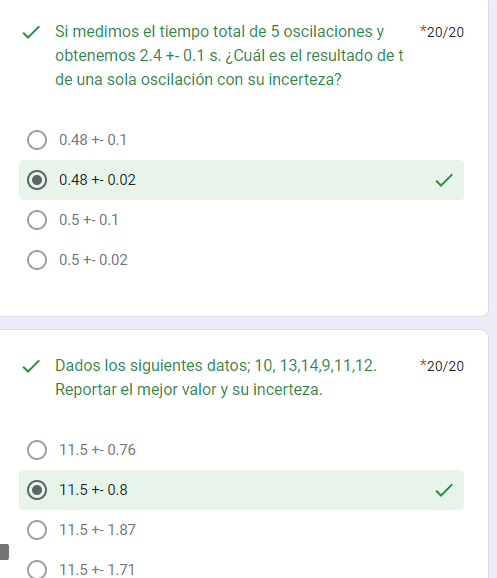 Si medimos el tiempo total de 5 oscilaciones y
*20/20
obtenemos 2.4 +- 0.1 s. ¿Cuál es el resultado de t
de una sola oscilación con su incerteza?
0.48 +- 0.1
0.48 +- 0.02
0.5 +- 0.1
0.5 +- 0.02
Dados los siguientes datos; 10, 13,14,9,11,12.
*20/20
Reportar el mejor valor y su incerteza.
11.5 +- 0.76
11.5 +- 0.8
11.5 +- 1.87
11.5 +- 1.71